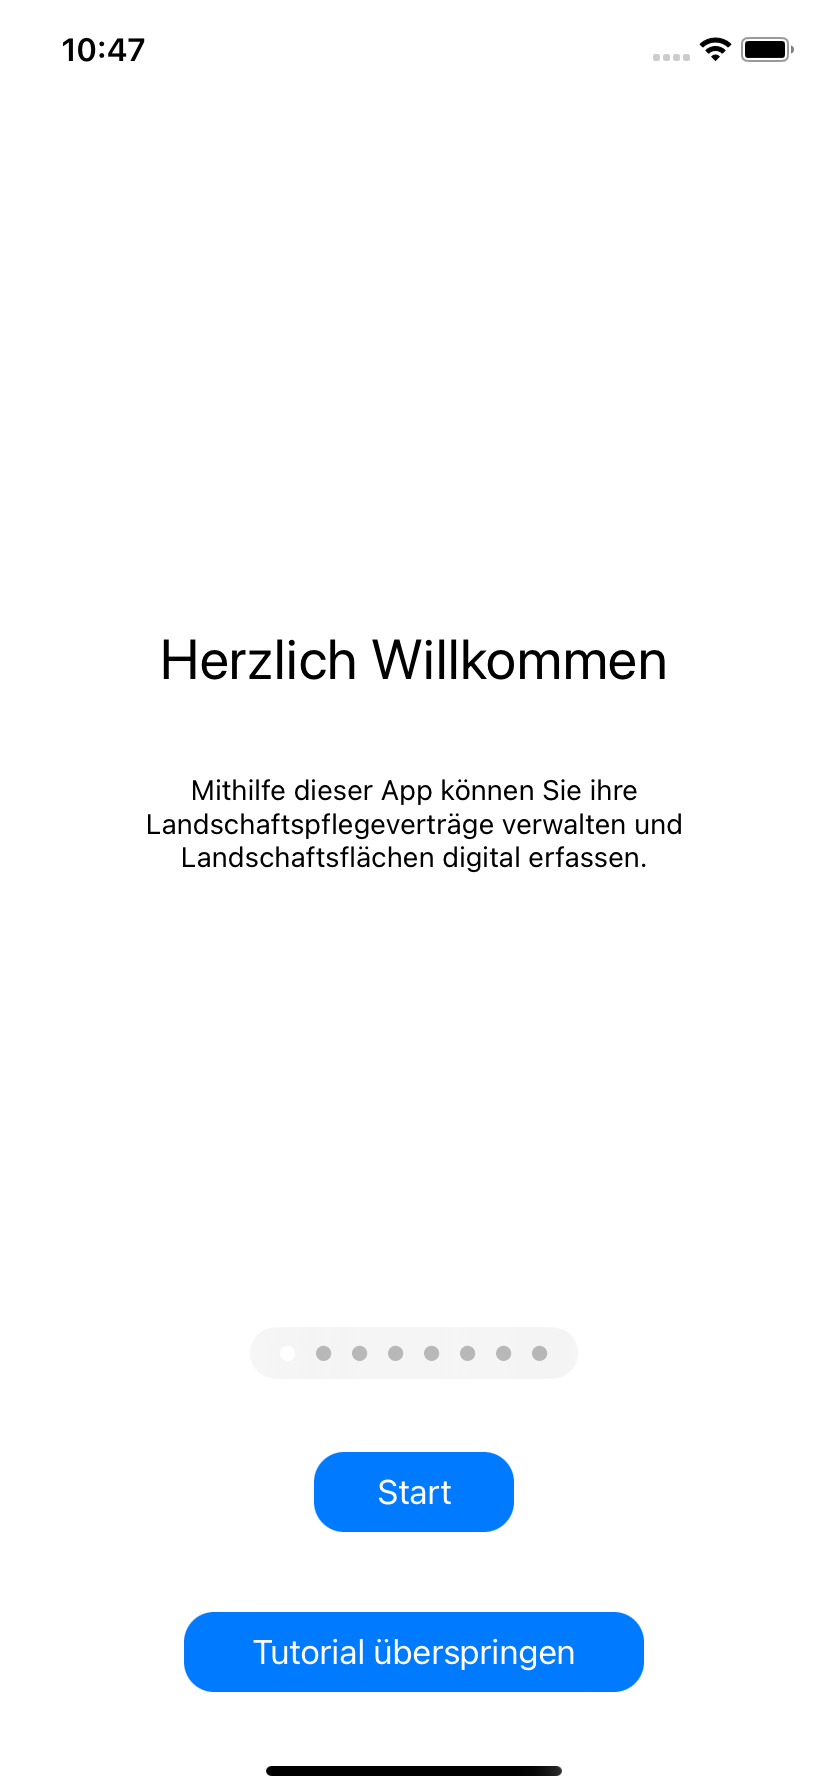 10:47
Herzlich Willkommen
Mithilfe dieser App können Sie ihre
Landschaftspflegeverträge verwalten und
Landschaftsflächen digital erfassen.
Start
Tutorial überspringen